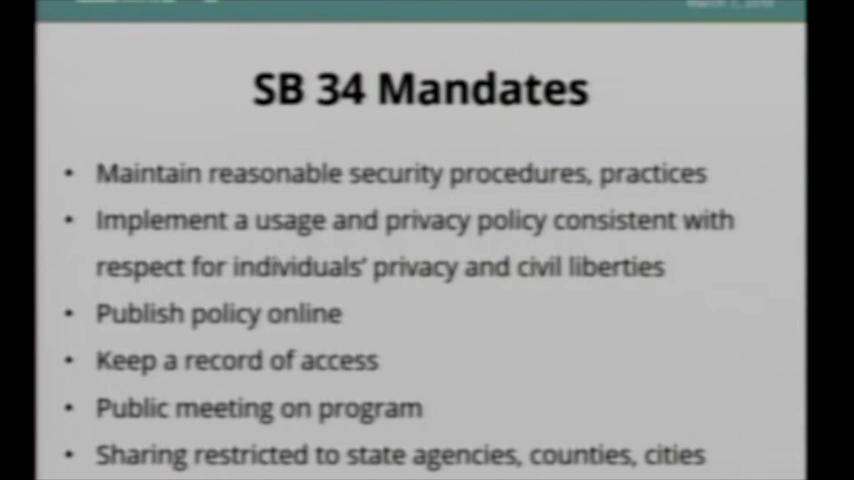 SB 34 Mandates
• Maintain reasonable security procedures, practices
• Implement a usage and privacy policy consistent with
respect for individuals’ privacy and civil liberties
• Publish policy online
• Keep a record of access
• Public meeting on program
• Sharing restricted to state agencies, counties, cities